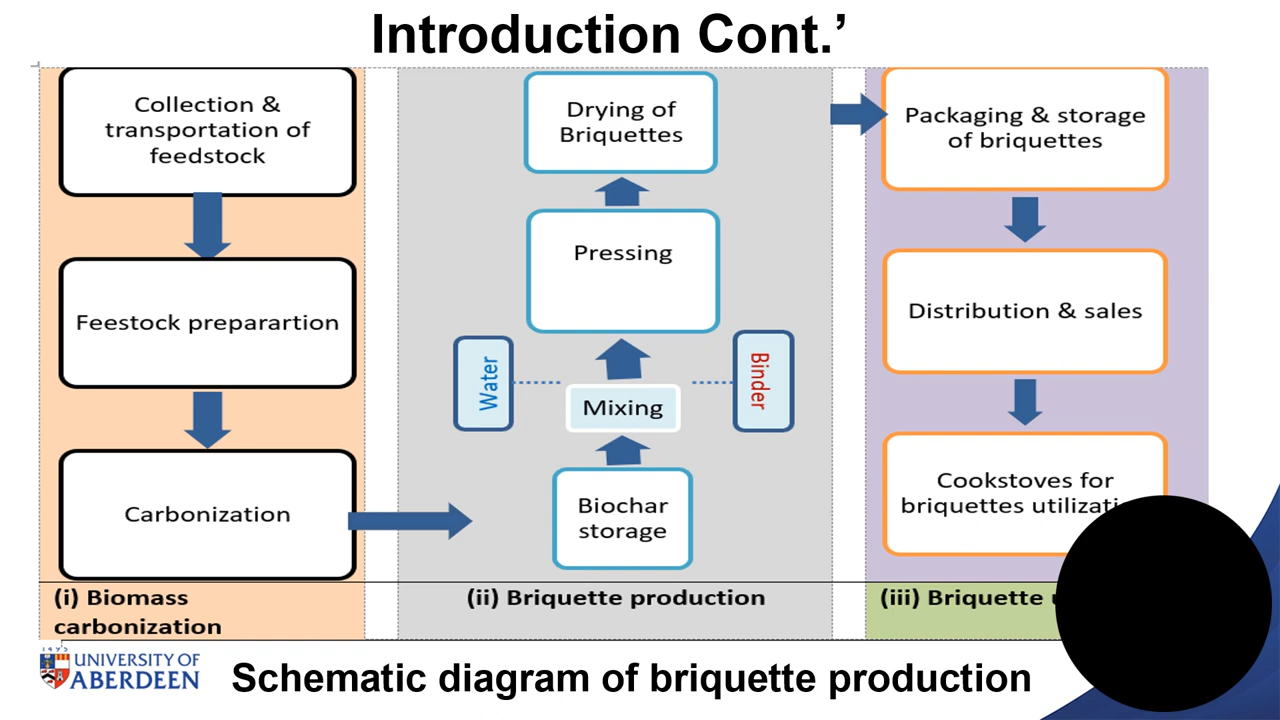 Introduction Cont.’
Collection &
transportation of
feedstock
Feestock preparartion
Carbonization
(i) Biomass
carbonization
Drying of
Briquettes
Pressing
Water
Binder
Mixing
Biochar
storage
(ii) Briquette production
Packaging & storage
of briquettes
Distribution & sales
Cookstoves for
briquettes
(iii) Briquette
1495
UNIVERSITY OF
ABERDEEN
Schematic diagram of briquette production